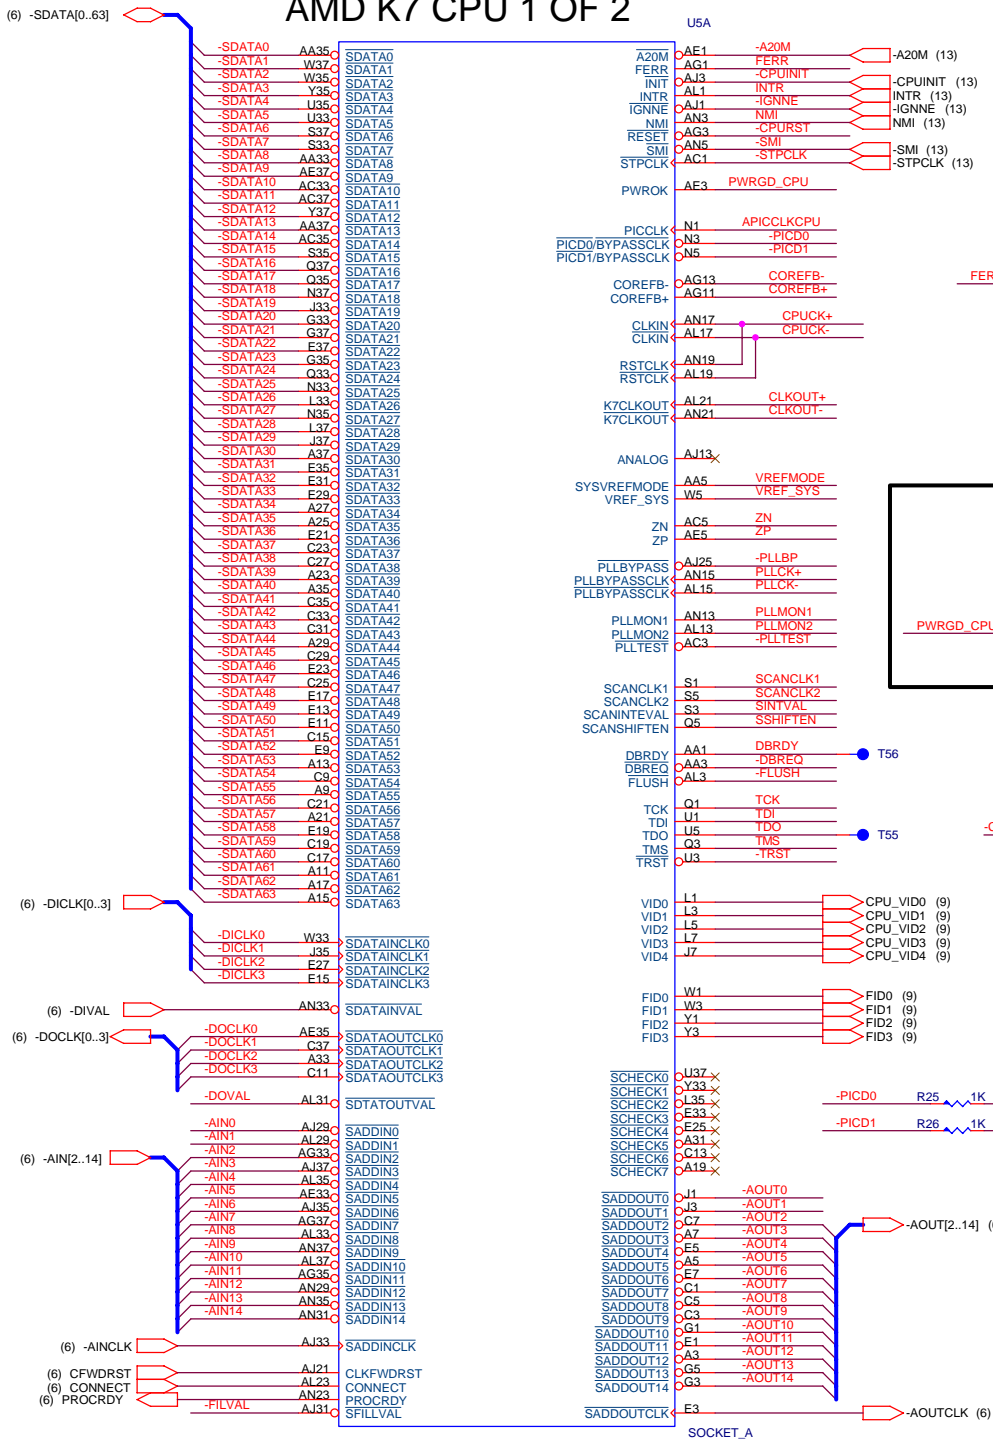 AMD K7 CPU 1 OF 2
U5A
(6) -SDATA[0..63]
-SDATA0 AA35 SDATA0
-SDATA1 W37 SDATA1
-SDATA2 W35 SDATA2
-SDATA3 Y35 SDATA3
-SDATA4 U35 SDATA4
-SDATA5 U33 SDATA5
-SDATA6 S37 SDATA6
-SDATA7 S33 SDATA7
-SDATA8 AA33 SDATA8
-SDATA9 AE37 SDATA9
-SDATA10 AC33 SDATA10
-SDATA11 AC37 SDATA11
-SDATA12 Y37 SDATA12
-SDATA13 AA37 SDATA13
-SDATA14 AC35 SDATA14
-SDATA15 S35 SDATA15
-SDATA16 Q37 SDATA16
-SDATA17 Q35 SDATA17
-SDATA18 N37 SDATA18
-SDATA19 J33 SDATA19
-SDATA20 G33 SDATA20
-SDATA21 G37 SDATA21
-SDATA22 E37 SDATA22
-SDATA23 G35 SDATA23
-SDATA24 Q33 SDATA24
-SDATA25 N33 SDATA25
-SDATA26 L33 SDATA26
-SDATA27 N35 SDATA27
-SDATA28 L37 SDATA28
-SDATA29 J37 SDATA29
-SDATA30 A37 SDATA30
-SDATA31 E35 SDATA31
-SDATA32 E31 SDATA32
-SDATA33 E29 SDATA33
-SDATA34 A27 SDATA34
-SDATA35 A25 SDATA35
-SDATA36 E21 SDATA36
-SDATA37 C23 SDATA37
-SDATA38 C27 SDATA38
-SDATA39 A23 SDATA39
-SDATA40 A35 SDATA40
-SDATA41 C35 SDATA41
-SDATA42 C33 SDATA42
-SDATA43 C31 SDATA43
-SDATA44 A29 SDATA44
-SDATA45 C29 SDATA45
-SDATA46 E23 SDATA46
-SDATA47 C25 SDATA47
-SDATA48 E17 SDATA48
-SDATA49 E13 SDATA49
-SDATA50 E11 SDATA50
-SDATA51 C15 SDATA51
-SDATA52 E9 SDATA52
-SDATA53 A13 SDATA53
-SDATA54 C9 SDATA54
-SDATA55 A9 SDATA55
-SDATA56 C21 SDATA56
-SDATA57 A21 SDATA57
-SDATA58 E19 SDATA58
-SDATA59 C19 SDATA59
-SDATA60 C17 SDATA60
-SDATA61 A11 SDATA61
-SDATA62 A17 SDATA62
-SDATA63 A15 SDATA63
(6) -DICLK[0..3]
-DICLK0 W33 SDATAINCLK0
-DICLK1 J35 SDATAINCLK1
-DICLK2 E27 SDATAINCLK2
-DICLK3 E15 SDATAINCLK3
(6) -DIVAL AN33 SDATAINVAL
(6) -DOCLK[0..3]
-DOCLK0 AE35 SDATAOUTCLK0
-DOCLK1 C37 SDATAOUTCLK1
-DOCLK2 A33 SDATAOUTCLK2
-DOCLK3 C11 SDATAOUTCLK3
-DOVAL AL31 SDTATOUTVAL
(6) -AIN[2..14]
-AIN0 AJ29 SADDIN0
-AIN1 AL29 SADDIN1
-AIN2 AG33 SADDIN2
-AIN3 AJ37 SADDIN3
-AIN4 AL35 SADDIN4
-AIN5 AE33 SADDIN5
-AIN6 AJ35 SADDIN6
-AIN7 AG37 SADDIN7
-AIN8 AL33 SADDIN8
-AIN9 AN37 SADDIN9
-AIN10 AL37 SADDIN10
-AIN11 AG35 SADDIN11
-AIN12 AN29 SADDIN12
-AIN13 AN35 SADDIN13
-AIN14 AN31 SADDIN14
(6) -AINCLK AJ33 SADDINCLK
(6) CFWDRST AJ21 CLKFWDRST
(6) CONNECT AL23 CONNECT
(6) PROCRDY AN23 PROCRDY
-FILVAL AJ31 SFILLVAL
A20M AE1 -A20M -A20M (13)
FERR AG1 FERR
INIT AJ3 -CPUINIT -CPUINIT (13)
INTR AL1 INTR INTR (13)
IGNNE AJ1 -IGNNE -IGNNE (13)
NMI AN3 NMI NMI (13)
RESET AG3 -CPURST
SMI AN5 -SMI -SMI (13)
STPCLK AC1 -STPCLK -STPCLK (13)
PWROK AE3 PWRGD_CPU
PICCLK N1 APICCLKCPU
PICD0/BYPASSCLK N3 -PICD0
PICD1/BYPASSCLK N5 -PICD1
COREFB- AG13 COREFB-
COREFB+ AG11 COREFB+
CLKIN AN17 CPUCK+
CLKIN AL17 CPUCK-
RSTCLK AN19
RSTCLK AL19
K7CLKOUT AL21 CLKOUT+
K7CLKOUT AN21 CLKOUT-
ANALOG AJ13
SYSVREFMODE AA5 VREFMODE
VREF_SYS W5 VREF_SYS
ZN AC5 ZN
ZP AE5 ZP
PLLBYPASS AJ25 -PLLBP
PLLBYPASSCLK AN15 PLLCK+
PLLBYPASSCLK AL15 PLLCK-
PLLMON1 AN13 PLLMON1
PLLMON2 AL13 PLLMON2
PLLTEST AC3 -PLLTEST
SCANCLK1 S1 SCANCLK1
SCANCLK2 S5 SCANCLK2
SCANINTEVAL S3 SINTVAL
SCANSHIFTEN Q5 SSHIFTEN
DBRDY AA1 DBRDY T56
DBREQ AA3 -DBREQ
FLUSH AL3 -FLUSH
TCK Q1 TCK
TDI U1 TDI
TDO U5 TDO T55
TMS Q3 TMS
TRST U3 -TRST
VID0 L1 CPU_VID0 (9)
VID1 L3 CPU_VID1 (9)
VID2 L5 CPU_VID2 (9)
VID3 L7 CPU_VID3 (9)
VID4 J7 CPU_VID4 (9)
FID0 W1 FID0 (9)
FID1 W3 FID1 (9)
FID2 Y1 FID2 (9)
FID3 Y3 FID3 (9)
SCHECK0 U37
SCHECK1 Y33
SCHECK2 L35
SCHECK3 E33
SCHECK4 E25
SCHECK5 A31
SCHECK6 C13
SCHECK7 A19
SADDOUT0 J1 -AOUT0
SADDOUT1 J3 -AOUT1
SADDOUT2 C7 -AOUT2
SADDOUT3 A7 -AOUT3
SADDOUT4 E5 -AOUT4
SADDOUT5 A5 -AOUT5
SADDOUT6 E7 -AOUT6
SADDOUT7 C1 -AOUT7
SADDOUT8 C5 -AOUT8
SADDOUT9 C3 -AOUT9
SADDOUT10 G1 -AOUT10
SADDOUT11 E1 -AOUT11
SADDOUT12 A3 -AOUT12
SADDOUT13 G5 -AOUT13
SADDOUT14 G3 -AOUT14
-AOUT[2..14] (6
SADDOUTCLK E3 -AOUTCLK (6)
SOCKET_A
FER
PWRGD_CPU
-C
-PICD0 R25 1K
-PICD1 R26 1K